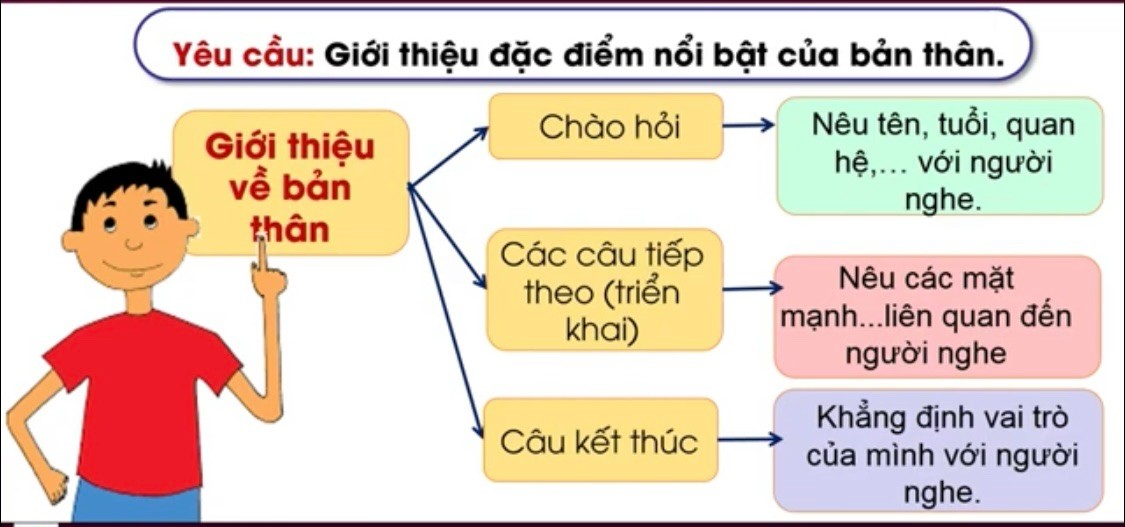 Yêu cầu: Giới thiệu đặc điểm nổi bật của bản thân.
Giới thiệu
về bản
thân
Chào hỏi
Nêu tên, tuổi, quan
hệ,... với người
nghe.
Các câu tiếp
theo (triển
khai)
Nêu các mặt
mạnh...liên quan đến
người nghe
Câu kết thúc
Khẳng định vai trò
của mình với người
nghe.